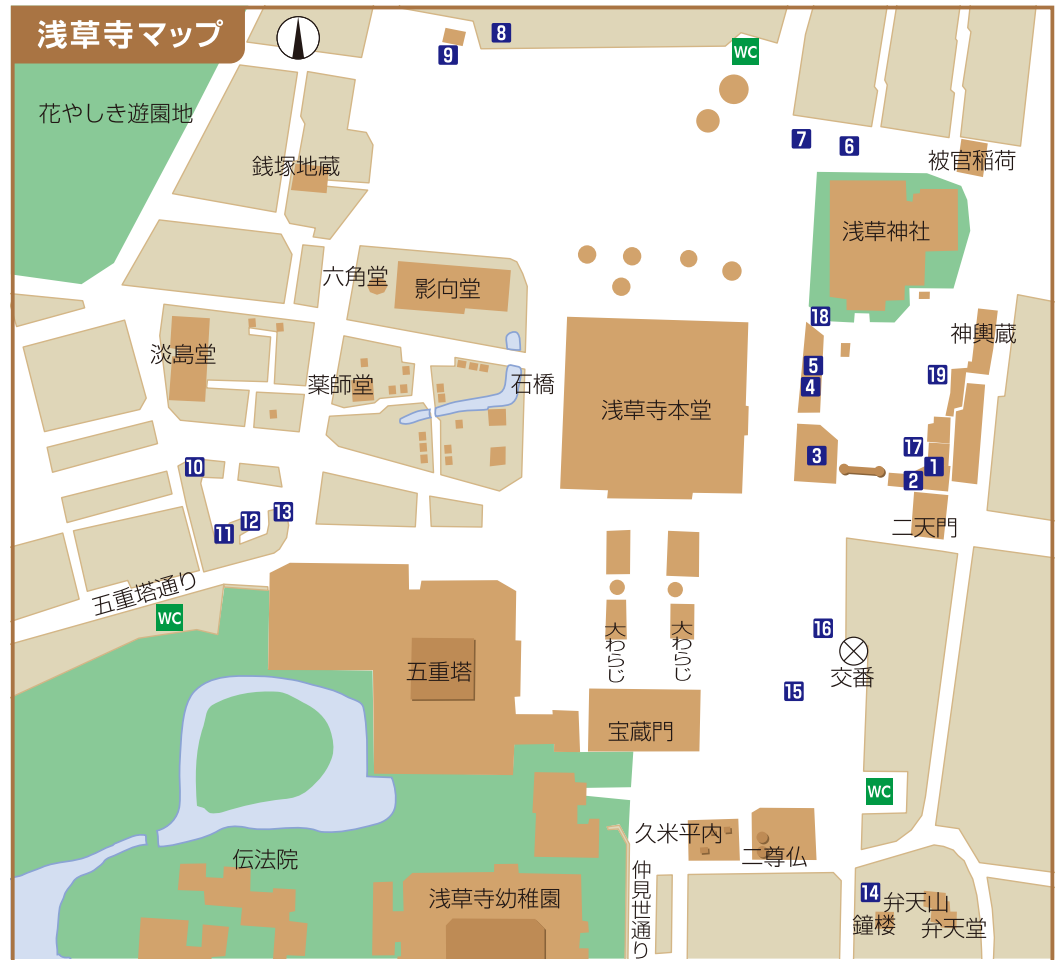 浅草寺マップ
8
9
WC
花やしき遊園地
7
6
銭塚地蔵
被官稲荷
浅草神社
六角堂
影向堂
18
神輿蔵
淡島堂
薬師堂
石橋
5
19
4
浅草寺本堂
17
3
1
10
2
13
12
11
二天門
五重塔通り
WC
大わらじ
大わらじ
16
五重塔
交番
15
宝蔵門
WC
久米平内
二尊仏
伝法院
仲見世通り
浅草寺幼稚園
14
弁天山
鐘楼
弁天堂